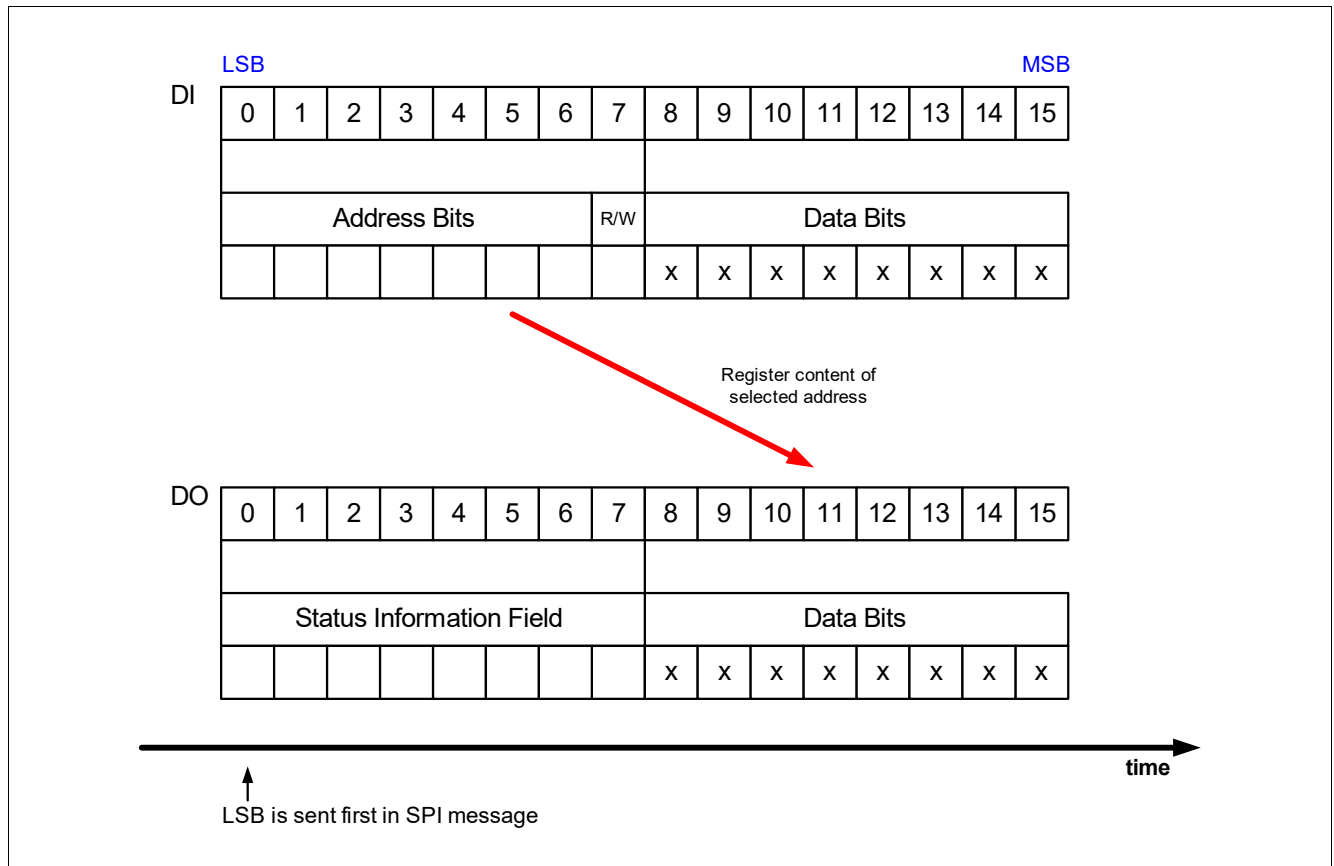 LSB MSB
DI
0 1 2 3 4 5 6 7 8 9 10 11 12 13 14 15
Address Bits R/W Data Bits
x x x x x x x x
Register content of
selected address
DO
0 1 2 3 4 5 6 7 8 9 10 11 12 13 14 15
Status Information Field Data Bits
x x x x x x x x
time
LSB is sent first in SPI message